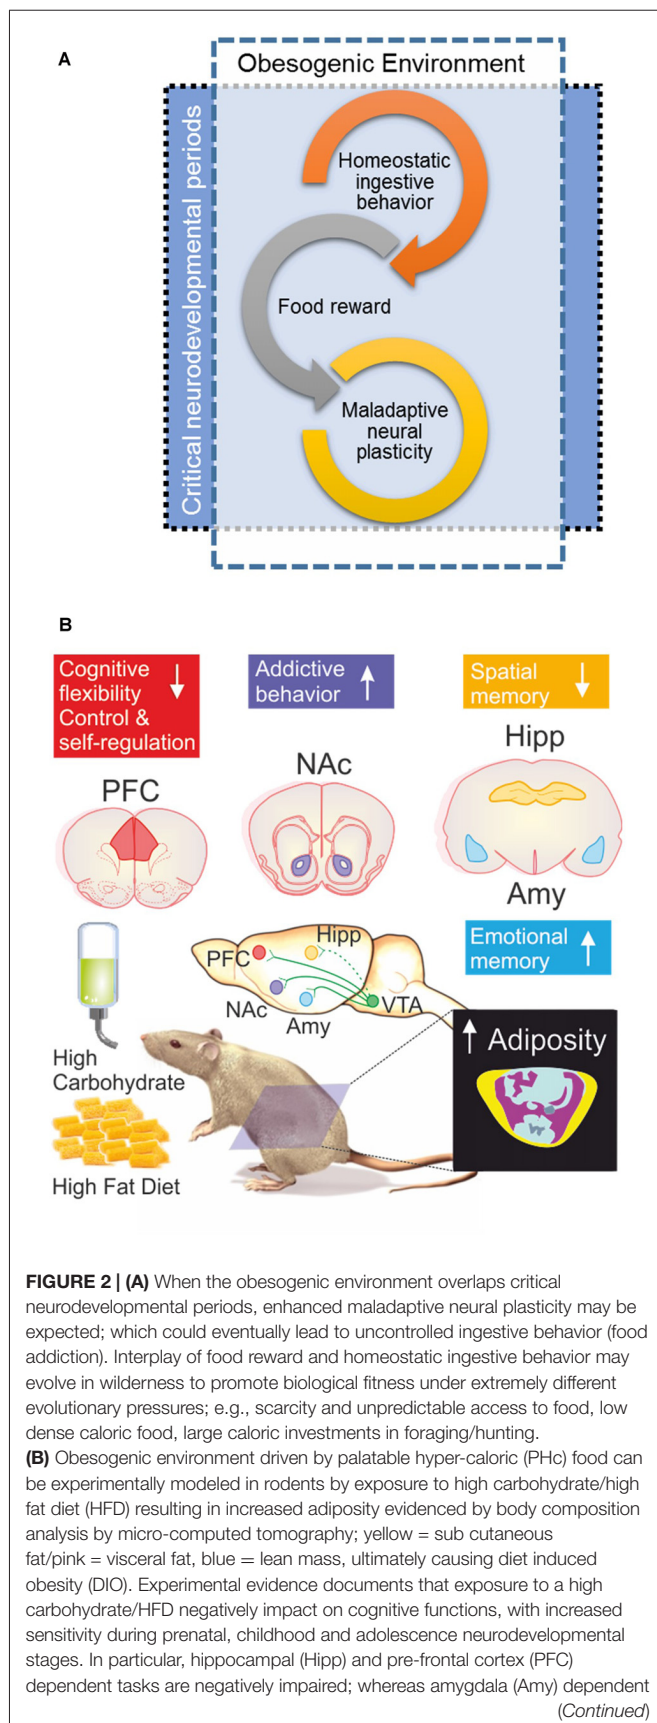 A
Obesogenic Environment
Critical neurodevelopmental periods
Homeostatic
ingestive
behavior
Food reward
Maladaptive
neural
plasticity
B
Cognitive
flexibility
Control &
self-regulation
Addictive
behavior
Spatial
memory
PFC
NAc
Hipp
Amy
Emotional
memory
PFC
Hipp
NAc
Amy
VTA
High
Carbohydrate
High Fat Diet
Adiposity
FIGURE 2 | (A) When the obesogenic environment overlaps critical
neurodevelopmental periods, enhanced maladaptive neural plasticity may be
expected; which could eventually lead to uncontrolled ingestive behavior (food
addiction). Interplay of food reward and homeostatic ingestive behavior may
evolve in wilderness to promote biological fitness under extremely different
evolutionary pressures; e.g., scarcity and unpredictable access to food, low
dense caloric food, large caloric investments in foraging/hunting.
(B) Obesogenic environment driven by palatable hyper-caloric (PHc) food can
be experimentally modeled in rodents by exposure to high carbohydrate/high
fat diet (HFD) resulting in increased adiposity evidenced by body composition
analysis by micro-computed tomography; yellow = sub cutaneous
fat/pink = visceral fat, blue = lean mass, ultimately causing diet induced
obesity (DIO). Experimental evidence documents that exposure to a high
carbohydrate/HFD negatively impact on cognitive functions, with increased
sensitivity during prenatal, childhood and adolescence neurodevelopmental
stages. In particular, hippocampal (Hipp) and pre-frontal cortex (PFC)
dependent tasks are negatively impaired; whereas amygdala (Amy) dependent
(Continued)